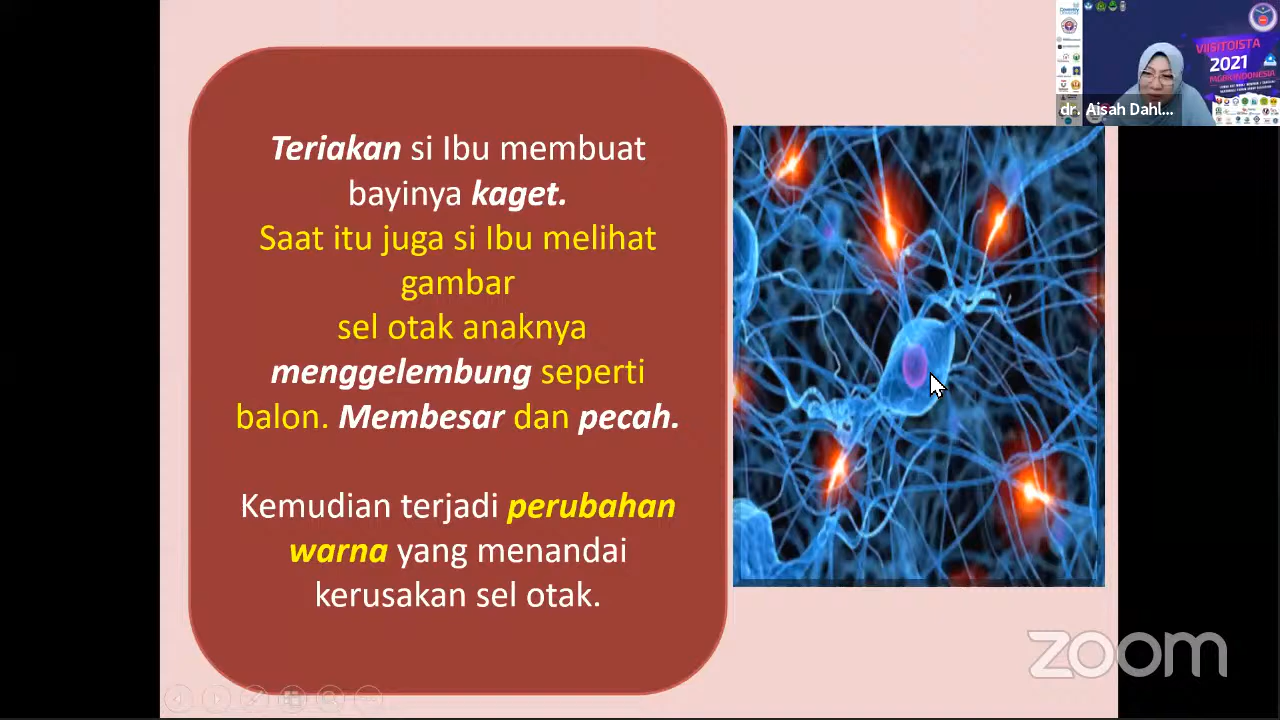 Teriakan si Ibu membuat
bayinya kaget.
Saat itu juga si Ibu melihat
gambar
sel otak anaknya
menggelembung seperti
balon. Membesar dan pecah.
Kemudian terjadi perubahan
warna yang menandai
kerusakan sel otak.
VIISITOISTA
2021
dr. Aisah Dahl...
zoom